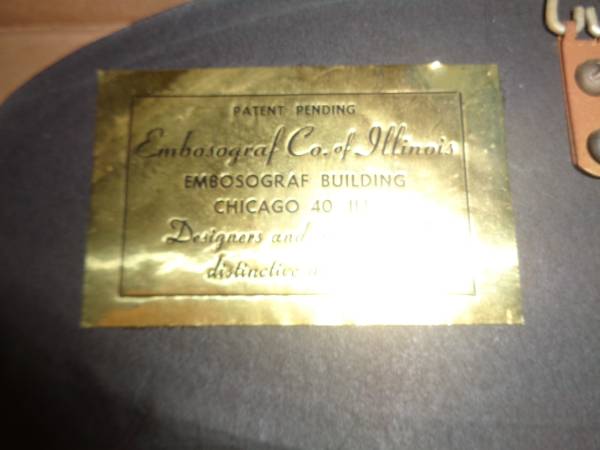 PATENT PENDING
Embosograf Co. of Illinois
EMBOSOGRAF BUILDING
CHICAGO 40
Designers and
distinctive